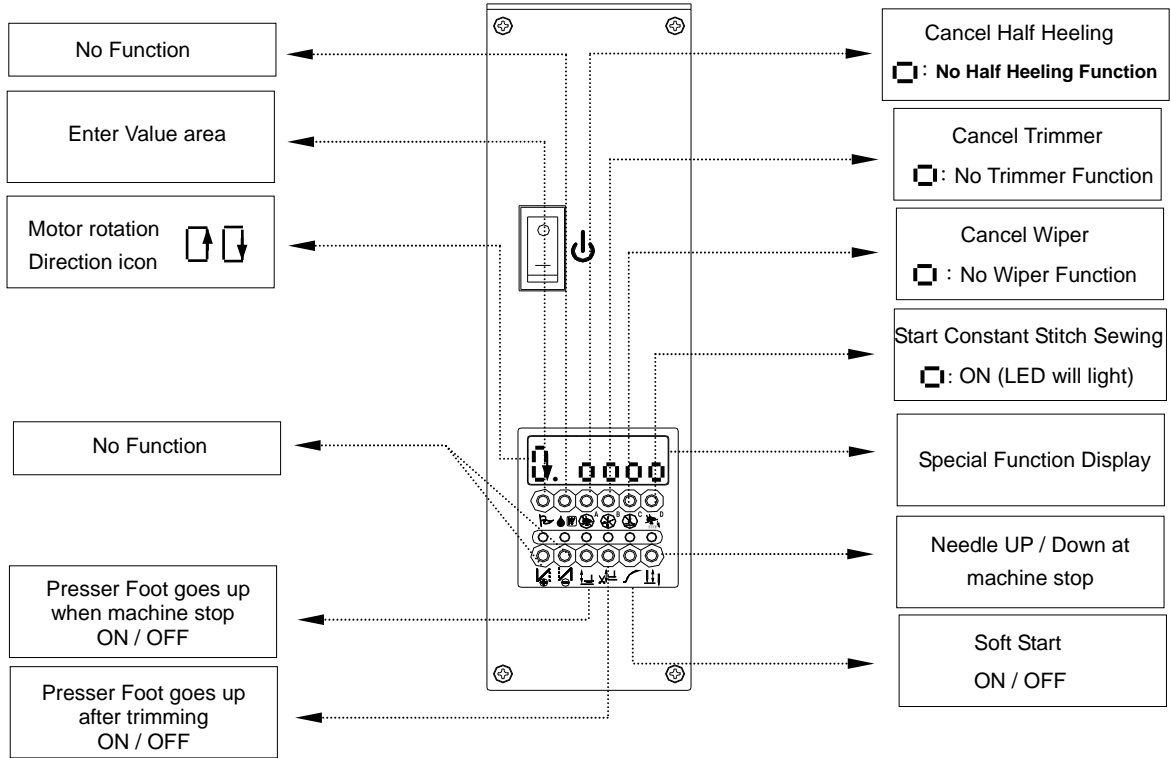 No Function
Enter Value area
Motor rotation
Direction icon
No Function
Presser Foot goes up
when machine stop
ON / OFF
Presser Foot goes up
after trimming
ON / OFF
A
B
C
D
Cancel Half Heeling
: No Half Heeling Function
Cancel Trimmer
: No Trimmer Function
Cancel Wiper
: No Wiper Function
Start Constant Stitch Sewing
: ON (LED will light)
Special Function Display
Needle UP / Down at
machine stop
Soft Start
ON / OFF